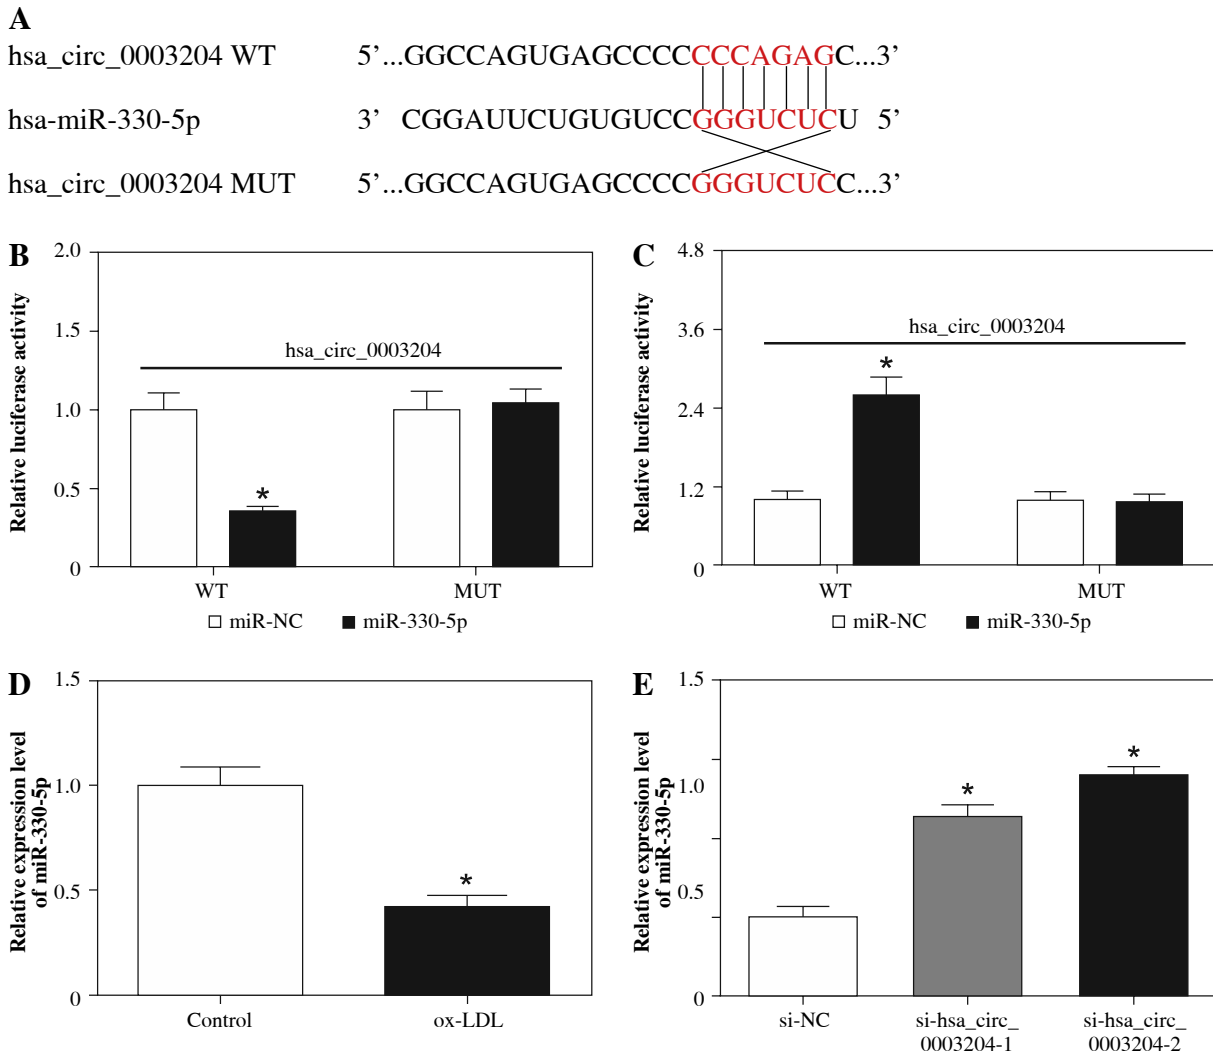 A
hsa_circ_0003204 WT 5’...GGCCAGUGAGCCCCCCCAGAGC...3’
hsa-miR-330-5p 3’ CGGAUUCUGUGUCCGGGUCUCU 5’
hsa_circ_0003204 MUT 5’...GGCCAGUGAGCCCCGGGUCUCC...3’
B
Relative luciferase activity
2.0
1.5
1.0
0.5
0
hsa_circ_0003204
*
WT MUT
miR-NC miR-330-5p
C
Relative luciferase activity
4.8
3.6
2.4
1.2
0
hsa_circ_0003204
*
WT MUT
miR-NC miR-330-5p
D
Relative expression level
of miR-330-5p
1.5
1.0
0.5
0
*
Control ox-LDL
E
Relative expression level
of miR-330-5p
1.5
1.0
0.5
0
*
*
si-NC si-hsa_circ_ si-hsa_circ_
0003204-1 0003204-2